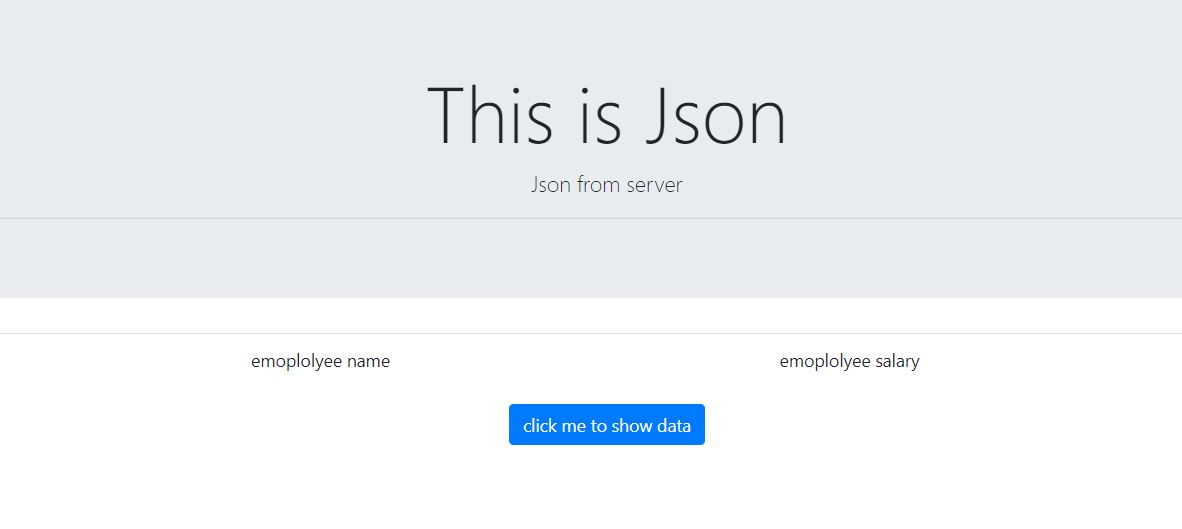 This is Json
Json from server
emoplolyee name emoplolyee salary
click me to show data